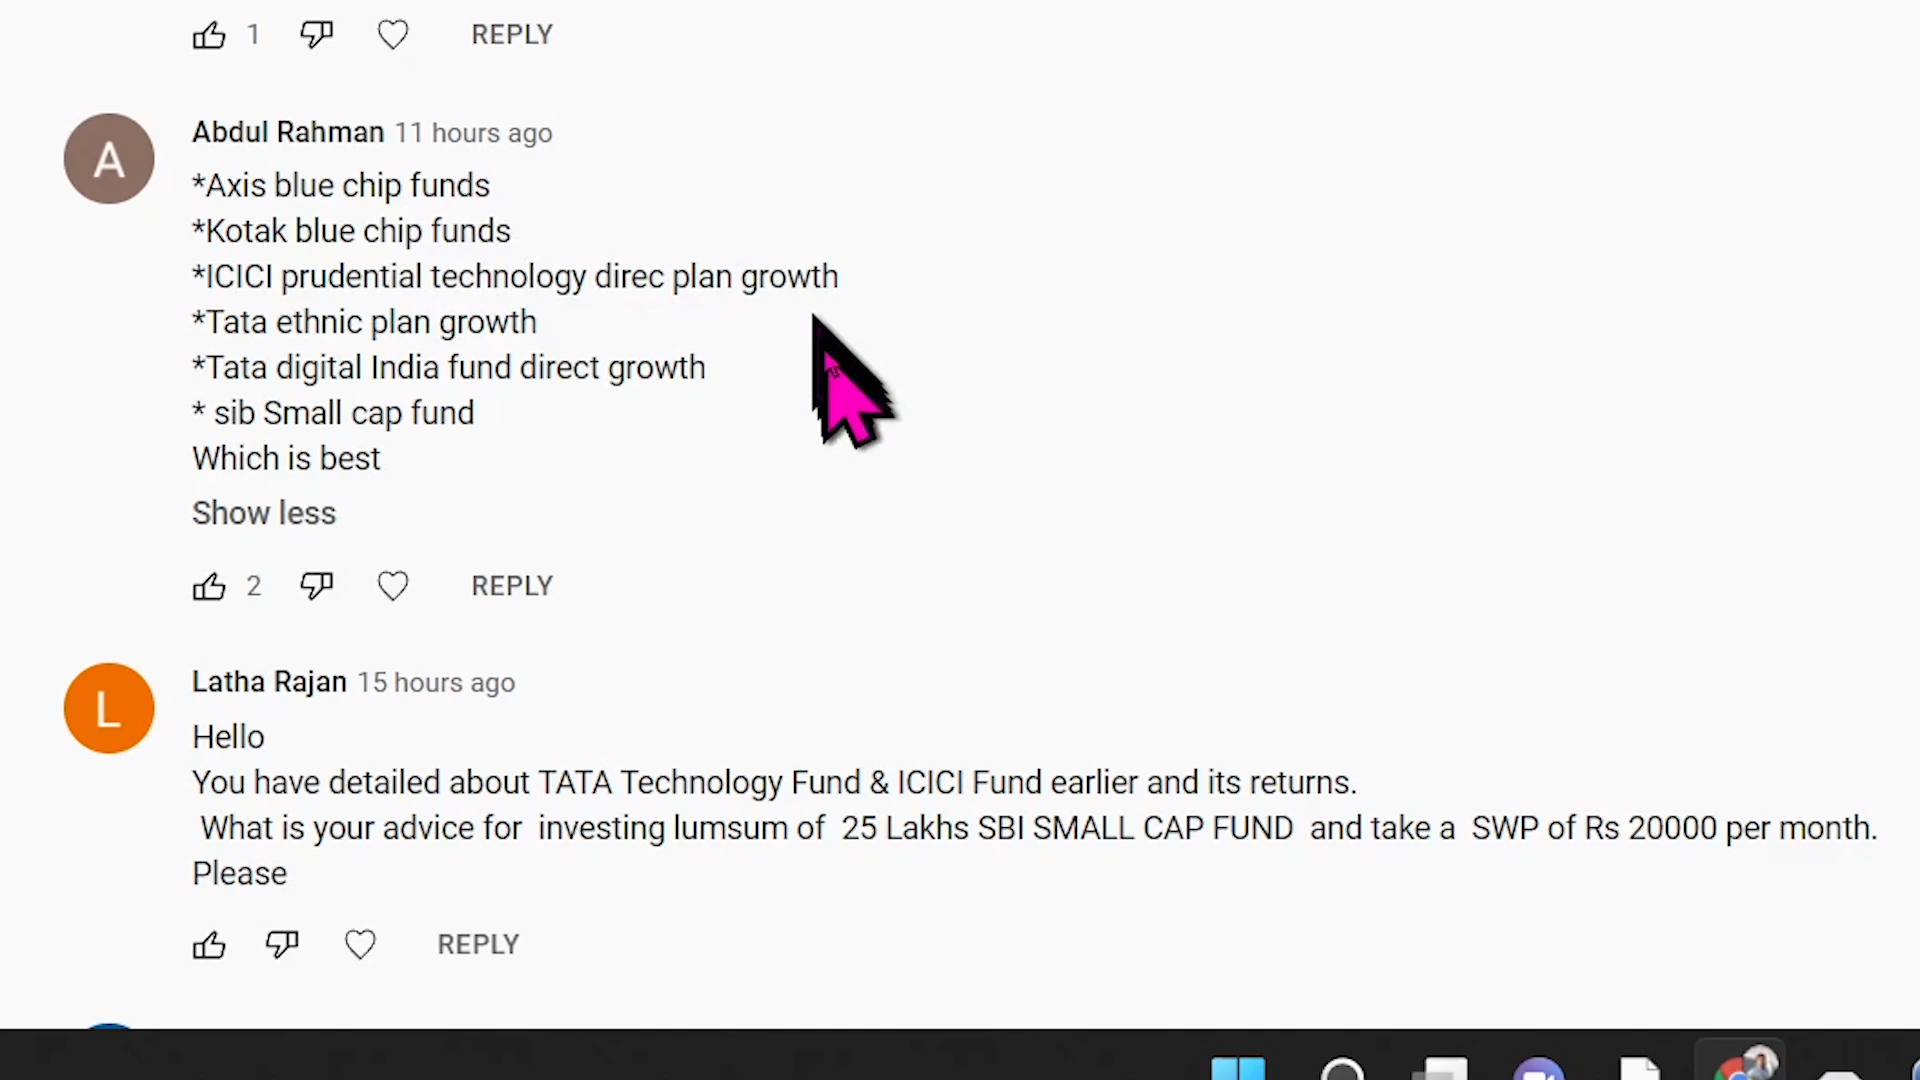 1 REPLY
Abdul Rahman 11 hours ago
*Axis blue chip funds
*Kotak blue chip funds
*ICICI prudential technology direc plan growth
*Tata ethnic plan growth
*Tata digital India fund direct growth
* sib Small cap fund
Which is best
Show less
2 REPLY
Latha Rajan 15 hours ago
Hello
You have detailed about TATA Technology Fund & ICICI Fund earlier and its returns.
What is your advice for investing lumsum of 25 Lakhs SBI SMALL CAP FUND and take a SWP of Rs 20000 per month.
Please
REPLY
A
L